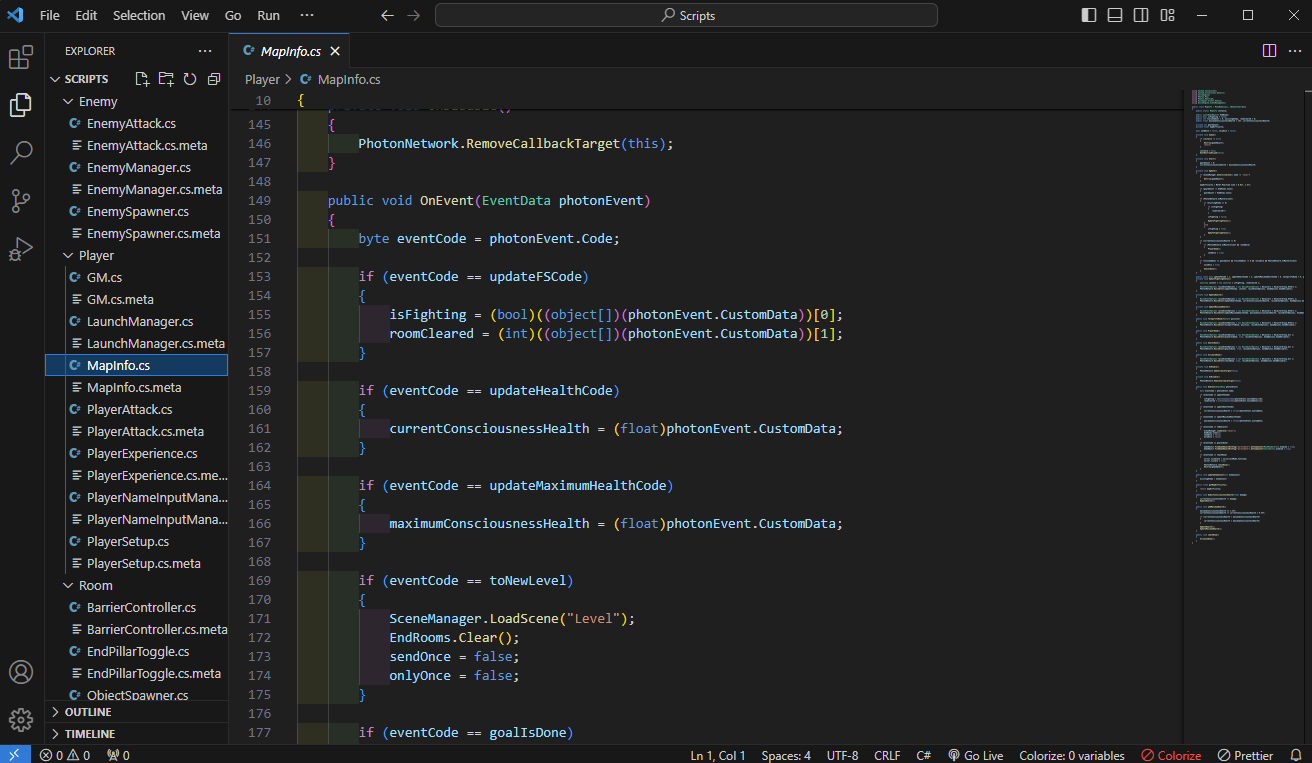 File Edit Selection View Go Run ··· Scripts
EXPLORER ···
SCRIPTS
Enemy
EnemyAttack.cs
EnemyAttack.cs.meta
EnemyManager.cs
EnemyManager.cs.meta
EnemySpawner.cs
EnemySpawner.cs.meta
Player
GM.cs
GM.cs.meta
LaunchManager.cs
LaunchManager.cs.meta
MapInfo.cs
MapInfo.cs.meta
PlayerAttack.cs
PlayerAttack.cs.meta
PlayerExperience.cs
PlayerExperience.cs.me...
PlayerNameInputMana...
PlayerNameInputMana...
PlayerSetup.cs
PlayerSetup.cs.meta
Room
BarrierController.cs
BarrierController.cs.meta
EndPillarToggle.cs
EndPillarToggle.cs.meta
ObjectSpawner.cs
OUTLINE
TIMELINE
MapInfo.cs
Player > MapInfo.cs
10 {
145 {
146 PhotonNetwork.RemoveCallbackTarget(this);
147 }
148
149 public void OnEvent(EventData photonEvent)
150 {
151 byte eventCode = photonEvent.Code;
152
153 if (eventCode == updateFSCode)
154 {
155 isFighting = (bool)((object[])(photonEvent.CustomData))[0];
156 roomCleared = (int)((object[])(photonEvent.CustomData))[1];
157 }
158
159 if (eventCode == updateHealthCode)
160 {
161 currentConsciousnessHealth = (float)photonEvent.CustomData;
162 }
163
164 if (eventCode == updateMaximumHealthCode)
165 {
166 maximumConsciousnessHealth = (float)photonEvent.CustomData;
167 }
168
169 if (eventCode == toNewLevel)
170 {
171 SceneManager.LoadScene("Level");
172 EndRooms.Clear();
173 sendOnce = false;
174 onlyOnce = false;
175 }
176
177 if (eventCode == goalIsDone)
0 0 0 Ln 1, Col 1 Spaces: 4 UTF-8 CRLF C# Go Live Colorize: 0 variables Colorize Prettier